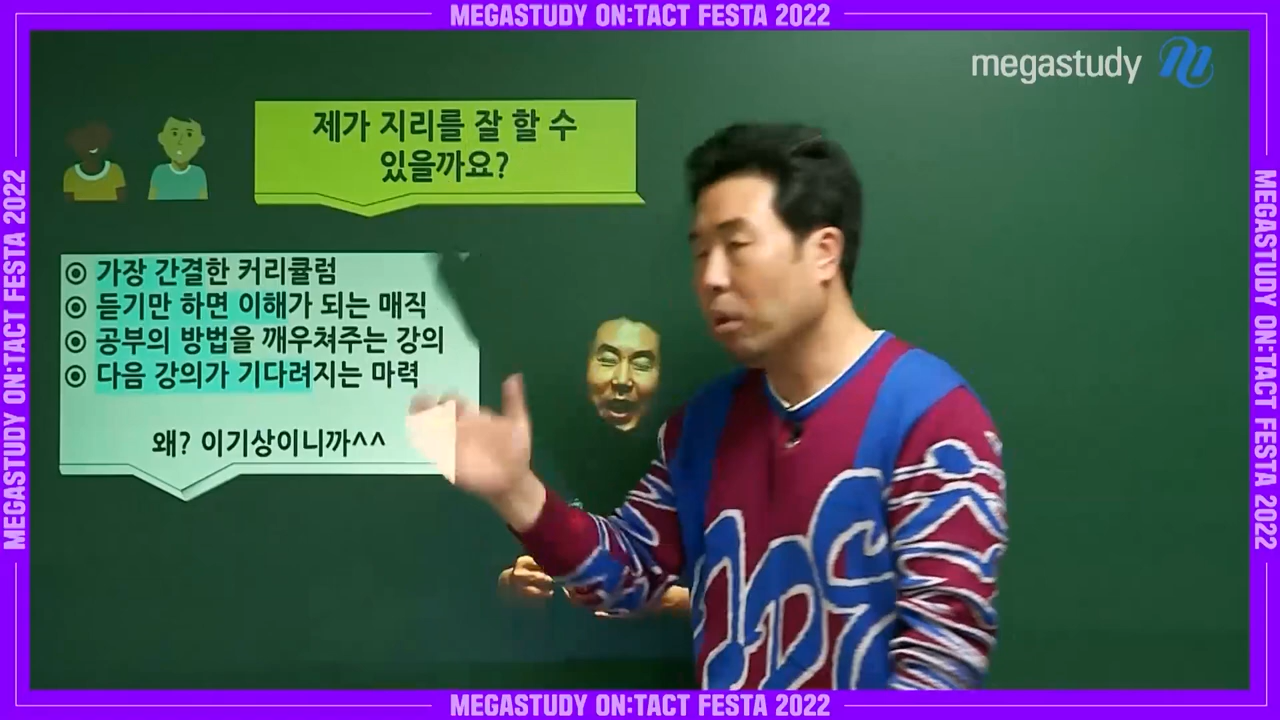 MEGASTUDY ON:TACT FESTA 2022
megastudy
제가 지리를 잘 할 수
있을까요?
가장 간결한 커리큘럼
듣기만 하면 이해가 되는 매직
공부의 방법을 깨우쳐주는 강의
다음 강의가 기다려지는 마력
왜? 이기상이니까^^
MEGASTUDY ON:TACT FESTA 2022
MEGASTUDY ON:TACT FESTA 2022
MEGASTUDY ON:TACT FESTA 2022